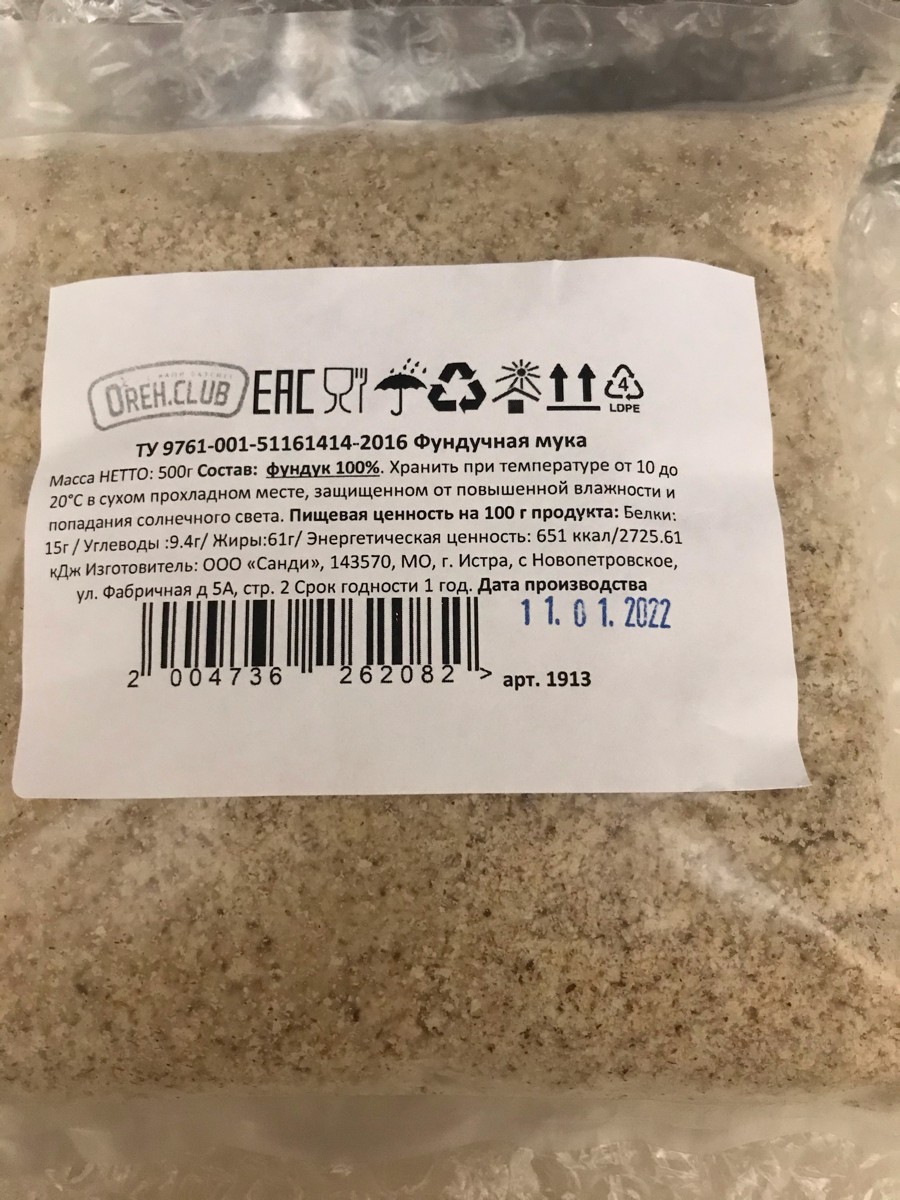 OREH.CLUB EAC 4
LDPE
ТУ 9761-001-51161414-2016 Фундучная мука
Масса НЕТТО: 500г Состав: фундук 100%. Хранить при температуре от 10 до
20°С в сухом прохладном месте, защищенном от повышенной влажности и
попадания солнечного света. Пищевая ценность на 100 г продукта: Белки:
15г / Углеводы :9.4г/ Жиры:61г/ Энергетическая ценность: 651 ккал/2725.61
кДж Изготовитель: ООО «Санди», 143570, МО, г. Истра, с Новопетровское,
ул. Фабричная д 5А, стр. 2 Срок годности 1 год. Дата производства
11.01.2022
2 004736 262082 > арт. 1913